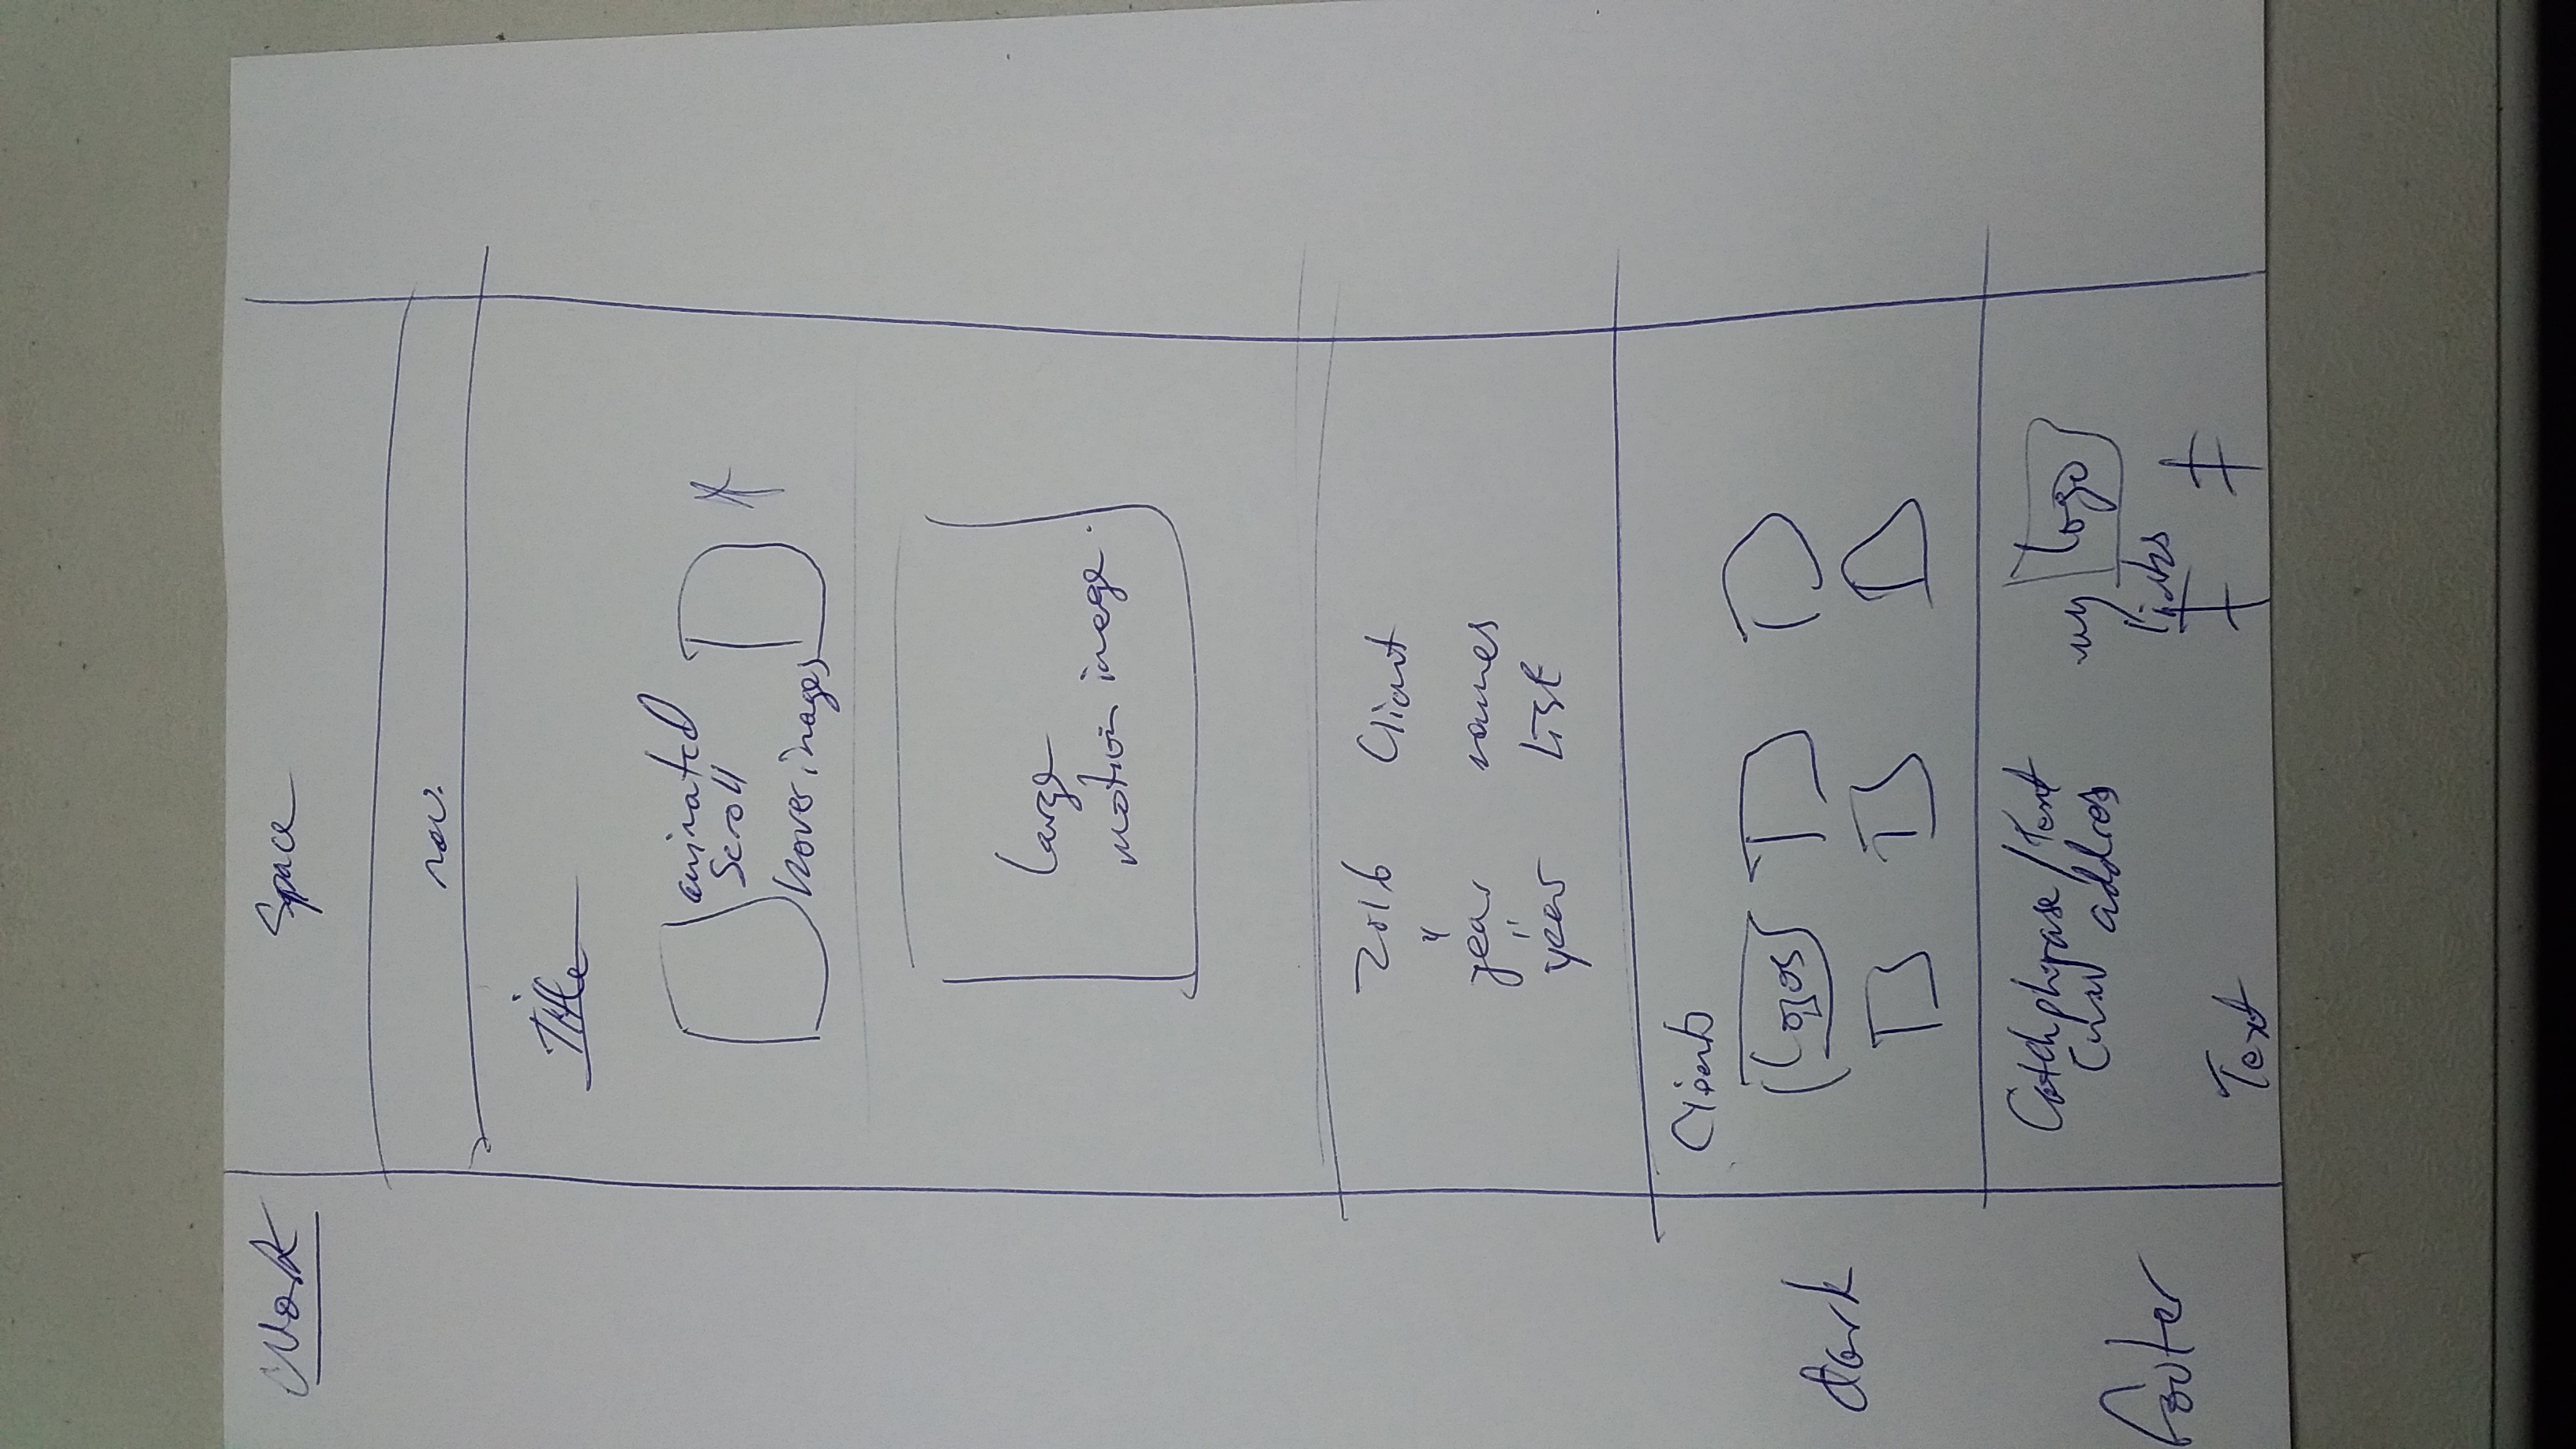 Work
Space
nav.
Title
animated
Scroll
hover images
Large
motion image.
2016 Client
"
year names
"
year List
Clients
Logos
dark
Catchphrase/Text
address
my Logo
links
footer
Text